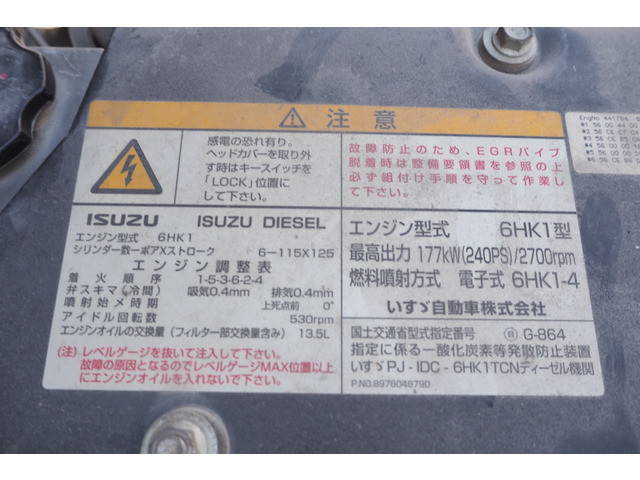 注意
感電の恐れ有り。
ヘッドカバーを取り外
す時はキースイッチを
「LOCK」位置に
して下さい。
故障防止のため、EGRパイプ
脱着時は整備要領書を参照の上
必ず組付け手順を守って作業
して下さい。
ISUZU ISUZU DIESEL
エンジン型式 6HK1
シリンダー数ーボアXストローク 6-115X125
エンジン調整表
着火順序 1-5-3-6-2-4
弁スキマ(冷間) 吸気0.4mm 排気0.4mm
噴射始メ時期 上死点前 0°
アイドル回転数 530rpm
エンジンオイルの交換量(フィルター部交換量含み) 13.5L
(注)レベルゲージを抜いて注入して下さい。
故障の原因となるのでレベルゲージMAX位置以上
にエンジンオイルを入れないで下さい。
エンジン型式 6HK1型
最高出力 177kW(240PS)/2700rpm
燃料噴射方式 電子式 6HK1-4
いすゞ自動車株式会社
国土交通省型式指定番号 G-864
指定に係る一酸化炭素等発散防止装置
いすゞPJ-IDC-6HK1TCNディーゼル機関
P.NO.8976048790
EngNo 441784
#1 56 00 44 00